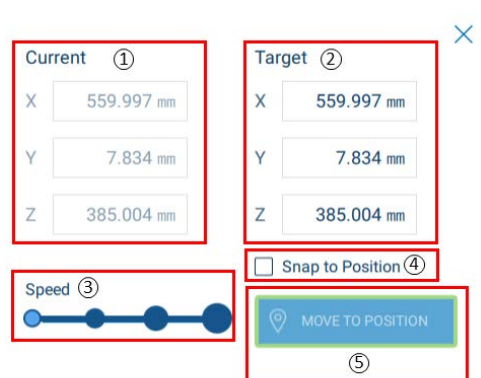 Current ①
X 559.997 mm
Y 7.834 mm
Z 385.004 mm
Target ②
X 559.997 mm
Y 7.834 mm
Z 385.004 mm
Snap to Position ④
Speed ③
MOVE TO POSITION
⑤